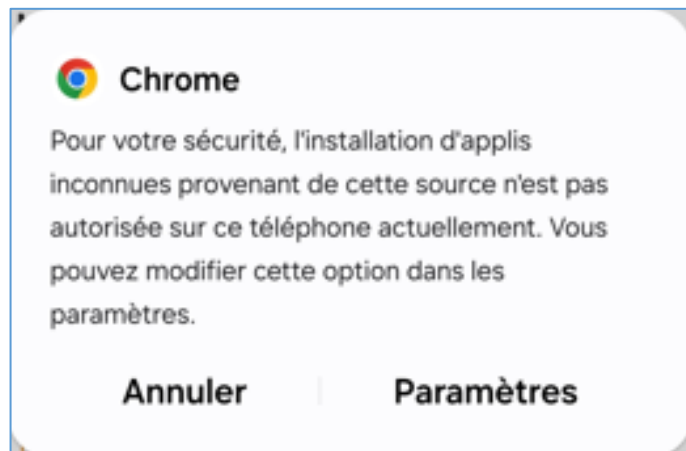 Chrome
Pour votre sécurité, l'installation d'applis
inconnues provenant de cette source n'est pas
autorisée sur ce téléphone actuellement. Vous
pouvez modifier cette option dans les
paramètres.
Annuler
Paramètres